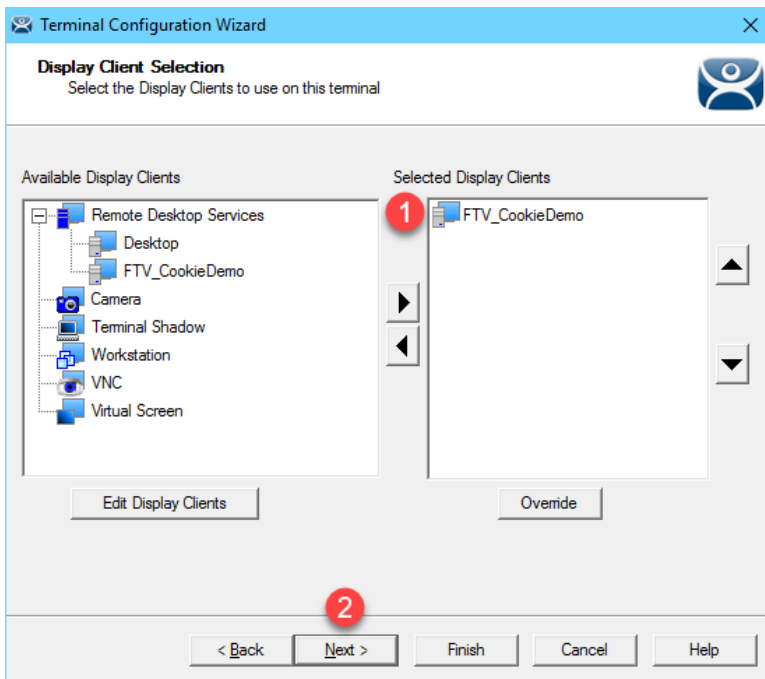 Terminal Configuration Wizard
Display Client Selection
Select the Display Clients to use on this terminal
Available Display Clients
Selected Display Clients
Remote Desktop Services
Desktop
FTV_CookieDemo
Camera
Terminal Shadow
Workstation
VNC
Virtual Screen
1
FTV_CookieDemo
Edit Display Clients
Override
2
< Back
Next >
Finish
Cancel
Help